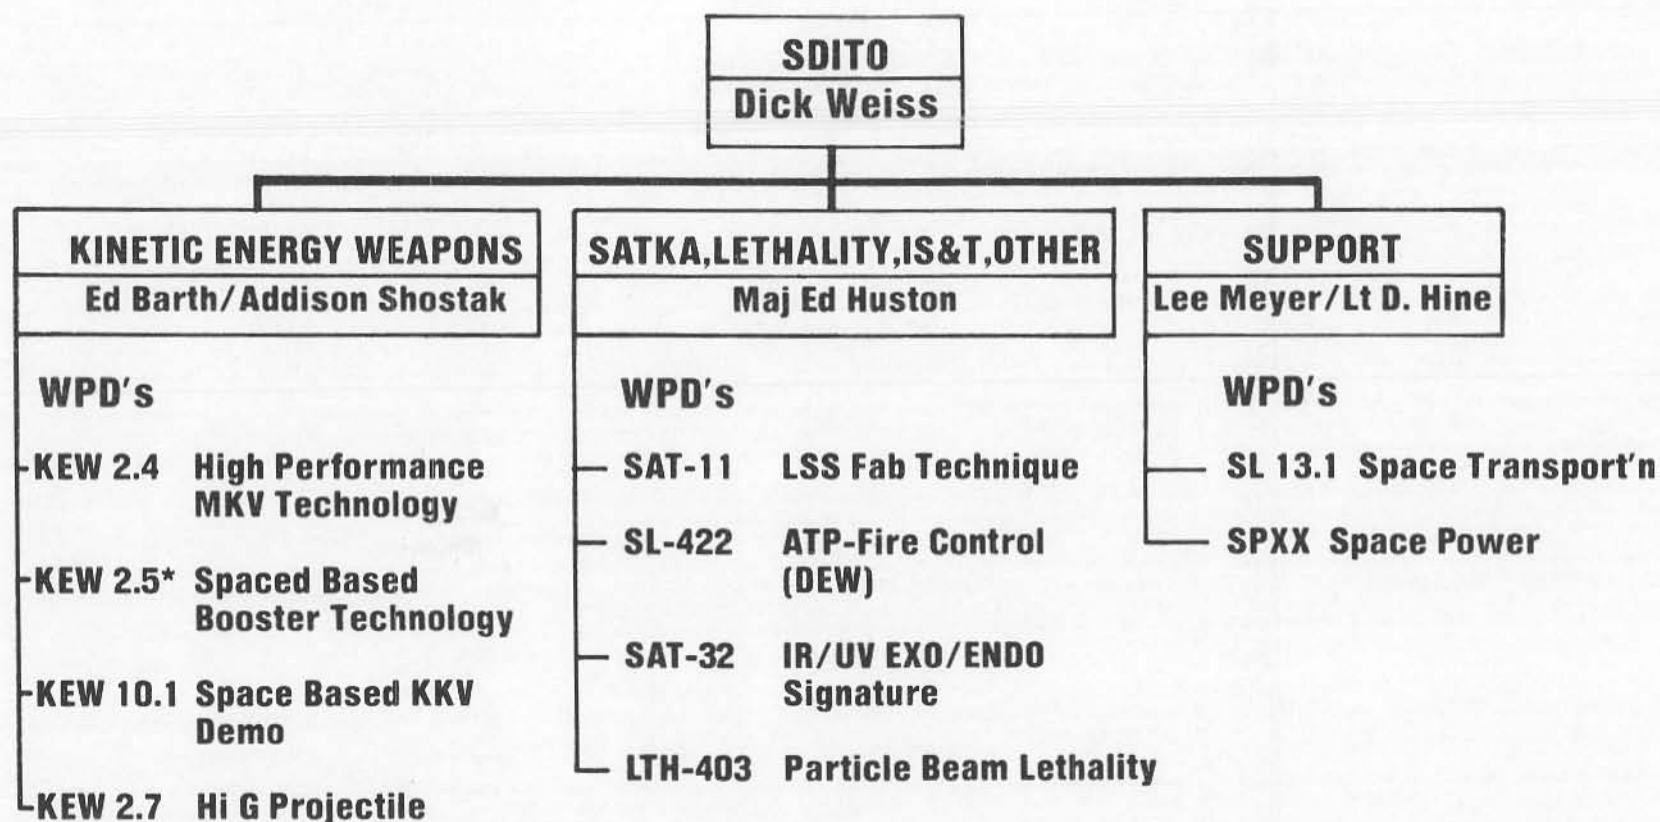 SDITO
Dick Weiss
KINETIC ENERGY WEAPONS
Ed Barth/Addison Shostak
WPD's
KEW 2.4 High Performance
MKV Technology
KEW 2.5* Spaced Based
Booster Technology
KEW 10.1 Space Based KKV
Demo
KEW 2.7 Hi G Projectile
SATKA,LETHALITY,IS&T,OTHER
Maj Ed Huston
WPD's
SAT-11 LSS Fab Technique
SL-422 ATP-Fire Control
(DEW)
SAT-32 IR/UV EXO/ENDO
Signature
LTH-403 Particle Beam Lethality
SUPPORT
Lee Meyer/Lt D. Hine
WPD's
SL 13.1 Space Transport'n
SPXX Space Power